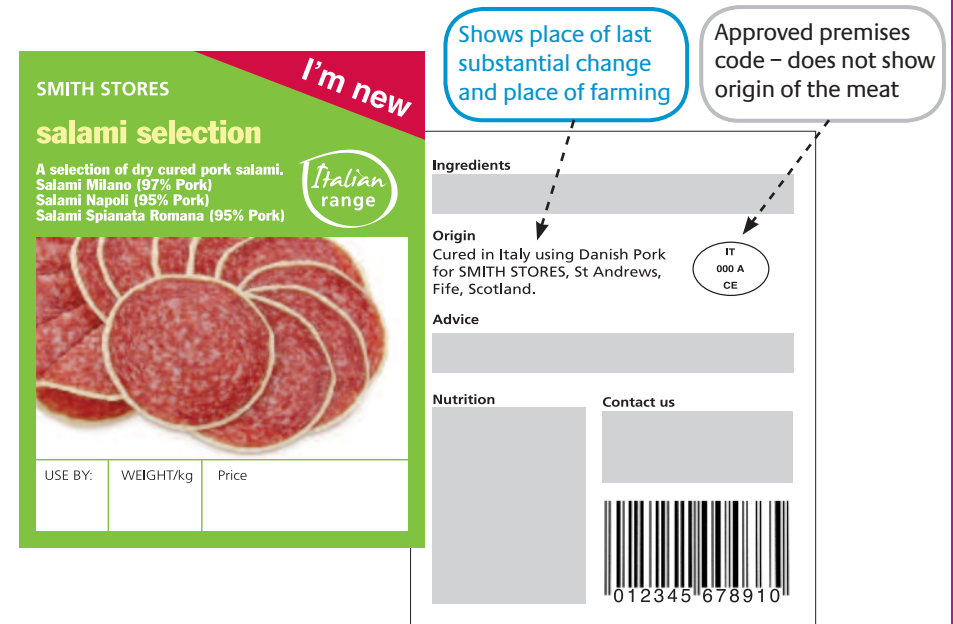 SMITH STORES
I'm new
salami selection
A selection of dry cured pork salami.
Salami Milano (97% Pork)
Salami Napoli (95% Pork)
Salami Spianata Romana (95% Pork)
Italian
range
USE BY:
WEIGHT/kg
Price
Shows place of last
substantial change
and place of farming
Approved premises
code – does not show
origin of the meat
Ingredients
Origin
Cured in Italy using Danish Pork
for SMITH STORES, St Andrews,
Fife, Scotland.
IT
000 A
CE
Advice
Nutrition
Contact us
012345 678910